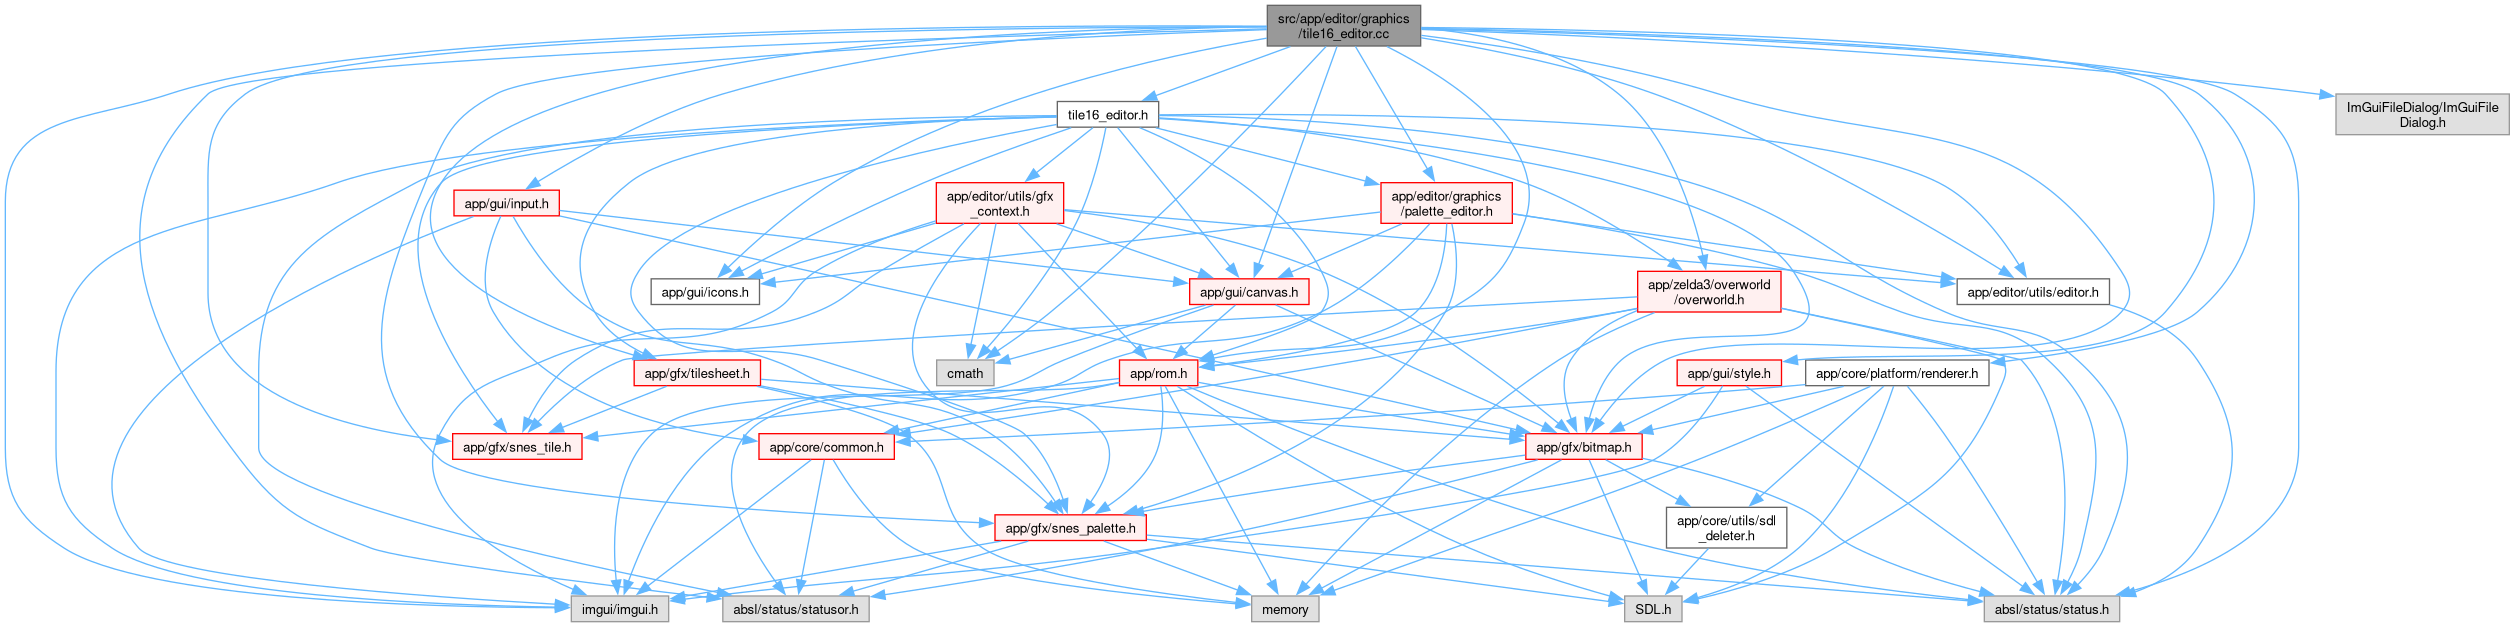 src/app/editor/graphics
/tile16_editor.cc
ImGuiFileDialog/ImGuiFile
Dialog.h
tile16_editor.h
app/gui/input.h
app/editor/utils/gfx
_context.h
app/editor/graphics
/palette_editor.h
app/gui/icons.h
app/gui/canvas.h
app/zelda3/overworld
/overworld.h
app/editor/utils/editor.h
app/gfx/tilesheet.h
cmath
app/rom.h
app/gui/style.h
app/core/platform/renderer.h
app/gfx/snes_tile.h
app/core/common.h
app/gfx/bitmap.h
app/gfx/snes_palette.h
app/core/utils/sdl
_deleter.h
imgui/imgui.h
absl/status/statusor.h
memory
SDL.h
absl/status/status.h